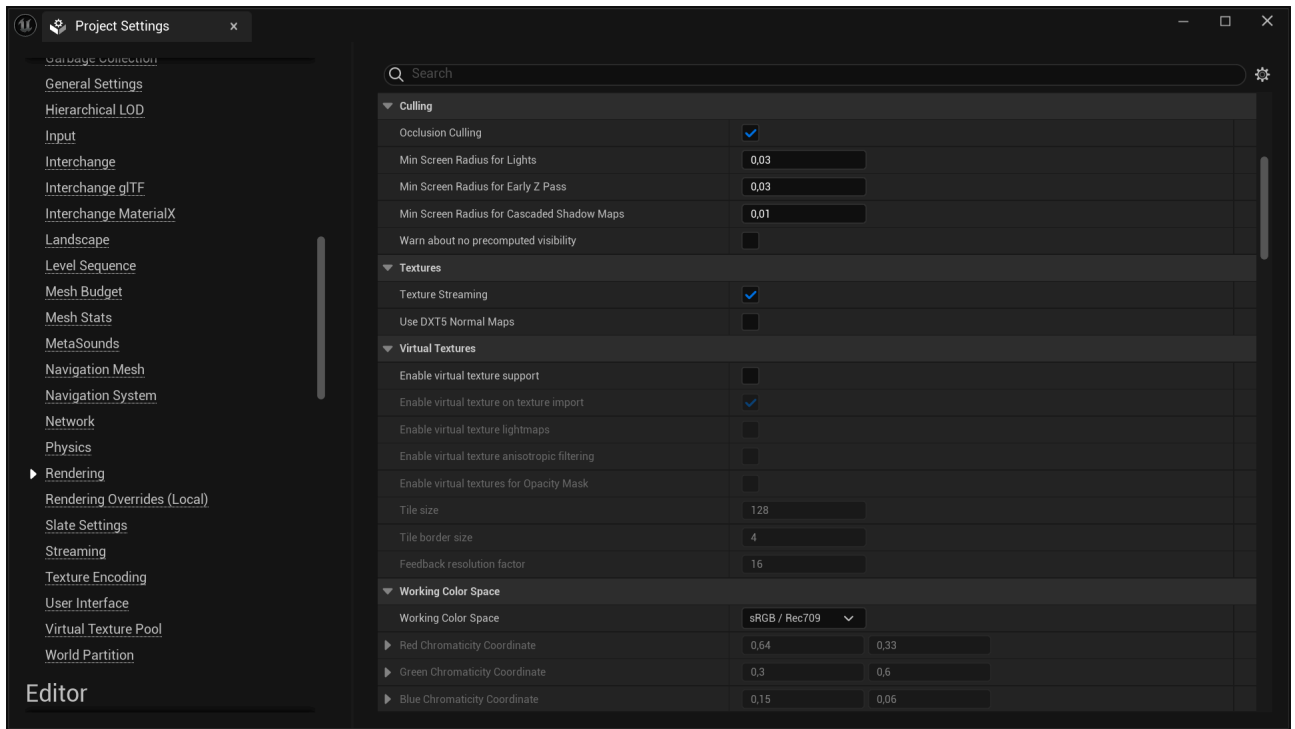 Project Settings
Garbage Collection
General Settings
Hierarchical LOD
Input
Interchange
Interchange glTF
Interchange MaterialX
Landscape
Level Sequence
Mesh Budget
Mesh Stats
MetaSounds
Navigation Mesh
Navigation System
Network
Physics
Rendering
Rendering Overrides (Local)
Slate Settings
Streaming
Texture Encoding
User Interface
Virtual Texture Pool
World Partition
Editor
Search
Culling
Occlusion Culling
Min Screen Radius for Lights 0,03
Min Screen Radius for Early Z Pass 0,03
Min Screen Radius for Cascaded Shadow Maps 0,01
Warn about no precomputed visibility
Textures
Texture Streaming
Use DXT5 Normal Maps
Virtual Textures
Enable virtual texture support
Enable virtual texture on texture import
Enable virtual texture lightmaps
Enable virtual texture anisotropic filtering
Enable virtual textures for Opacity Mask
Tile size 128
Tile border size 4
Feedback resolution factor 16
Working Color Space
Working Color Space sRGB / Rec709
Red Chromaticity Coordinate 0,64 0,33
Green Chromaticity Coordinate 0,3 0,6
Blue Chromaticity Coordinate 0,15 0,06